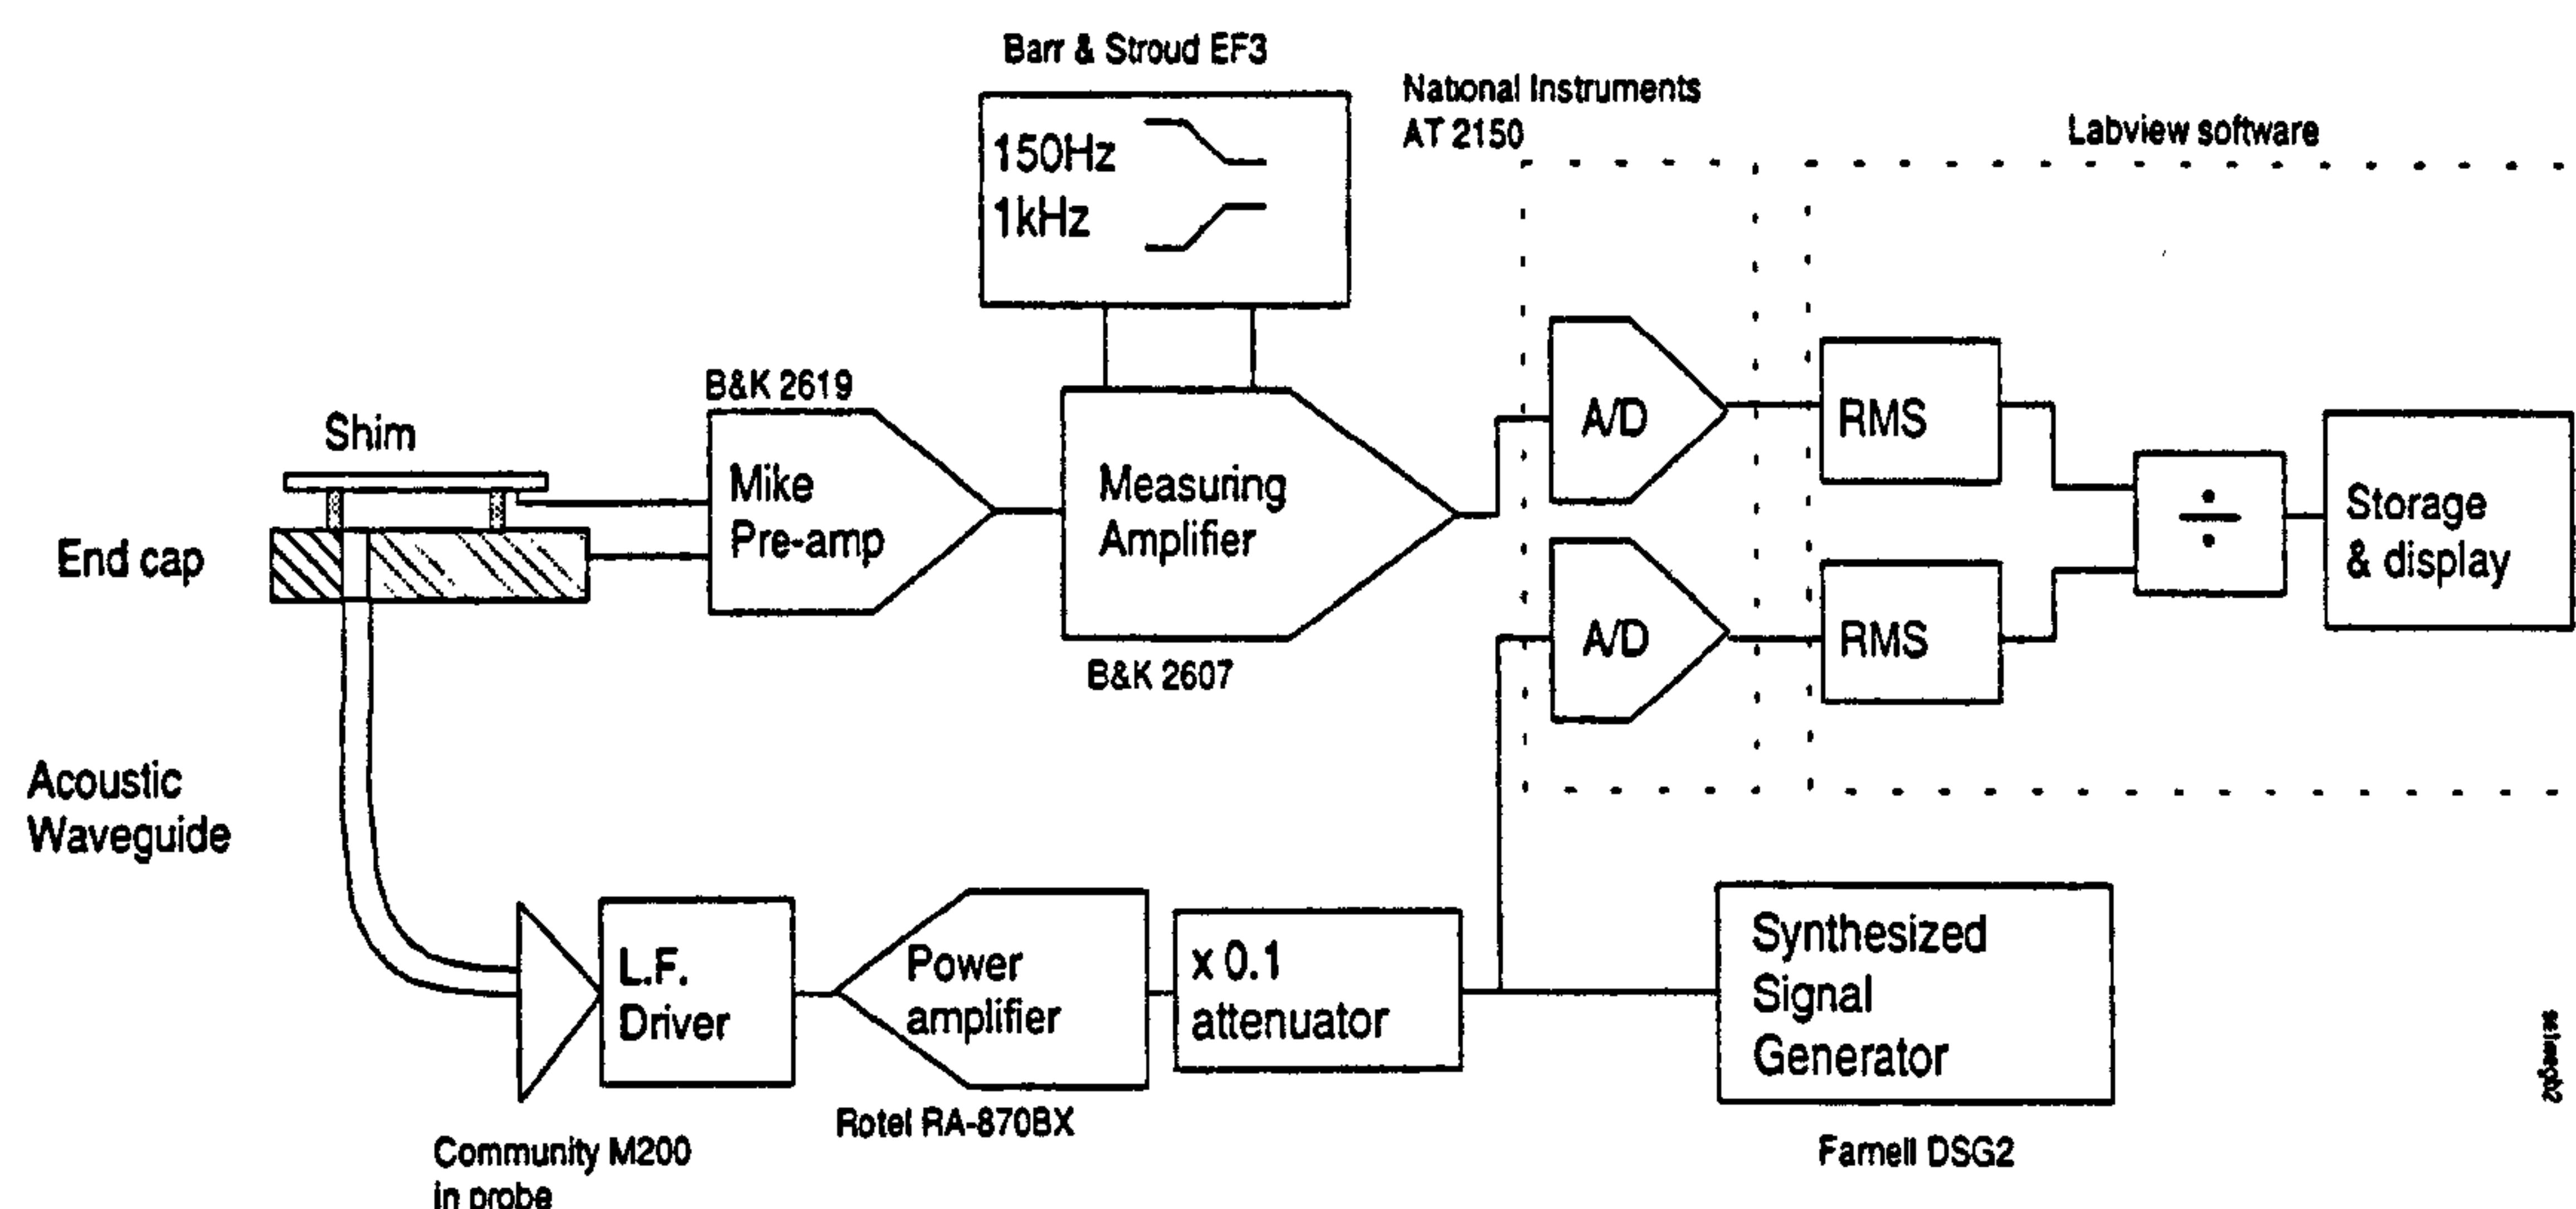 Barr & Stroud EF3
150Hz
1kHz
National Instruments
AT 2150
Labview software
B&K 2619
Shim
Mike
Pre-amp
End cap
Measuring
Amplifier
B&K 2607
A/D
RMS
÷
Storage
& display
A/D
RMS
Acoustic
Waveguide
L.F.
Driver
Power
amplifier
x 0.1
attenuator
Synthesized
Signal
Generator
Rotel RA-870BX
Community M200
in probe
Farnell DSG2